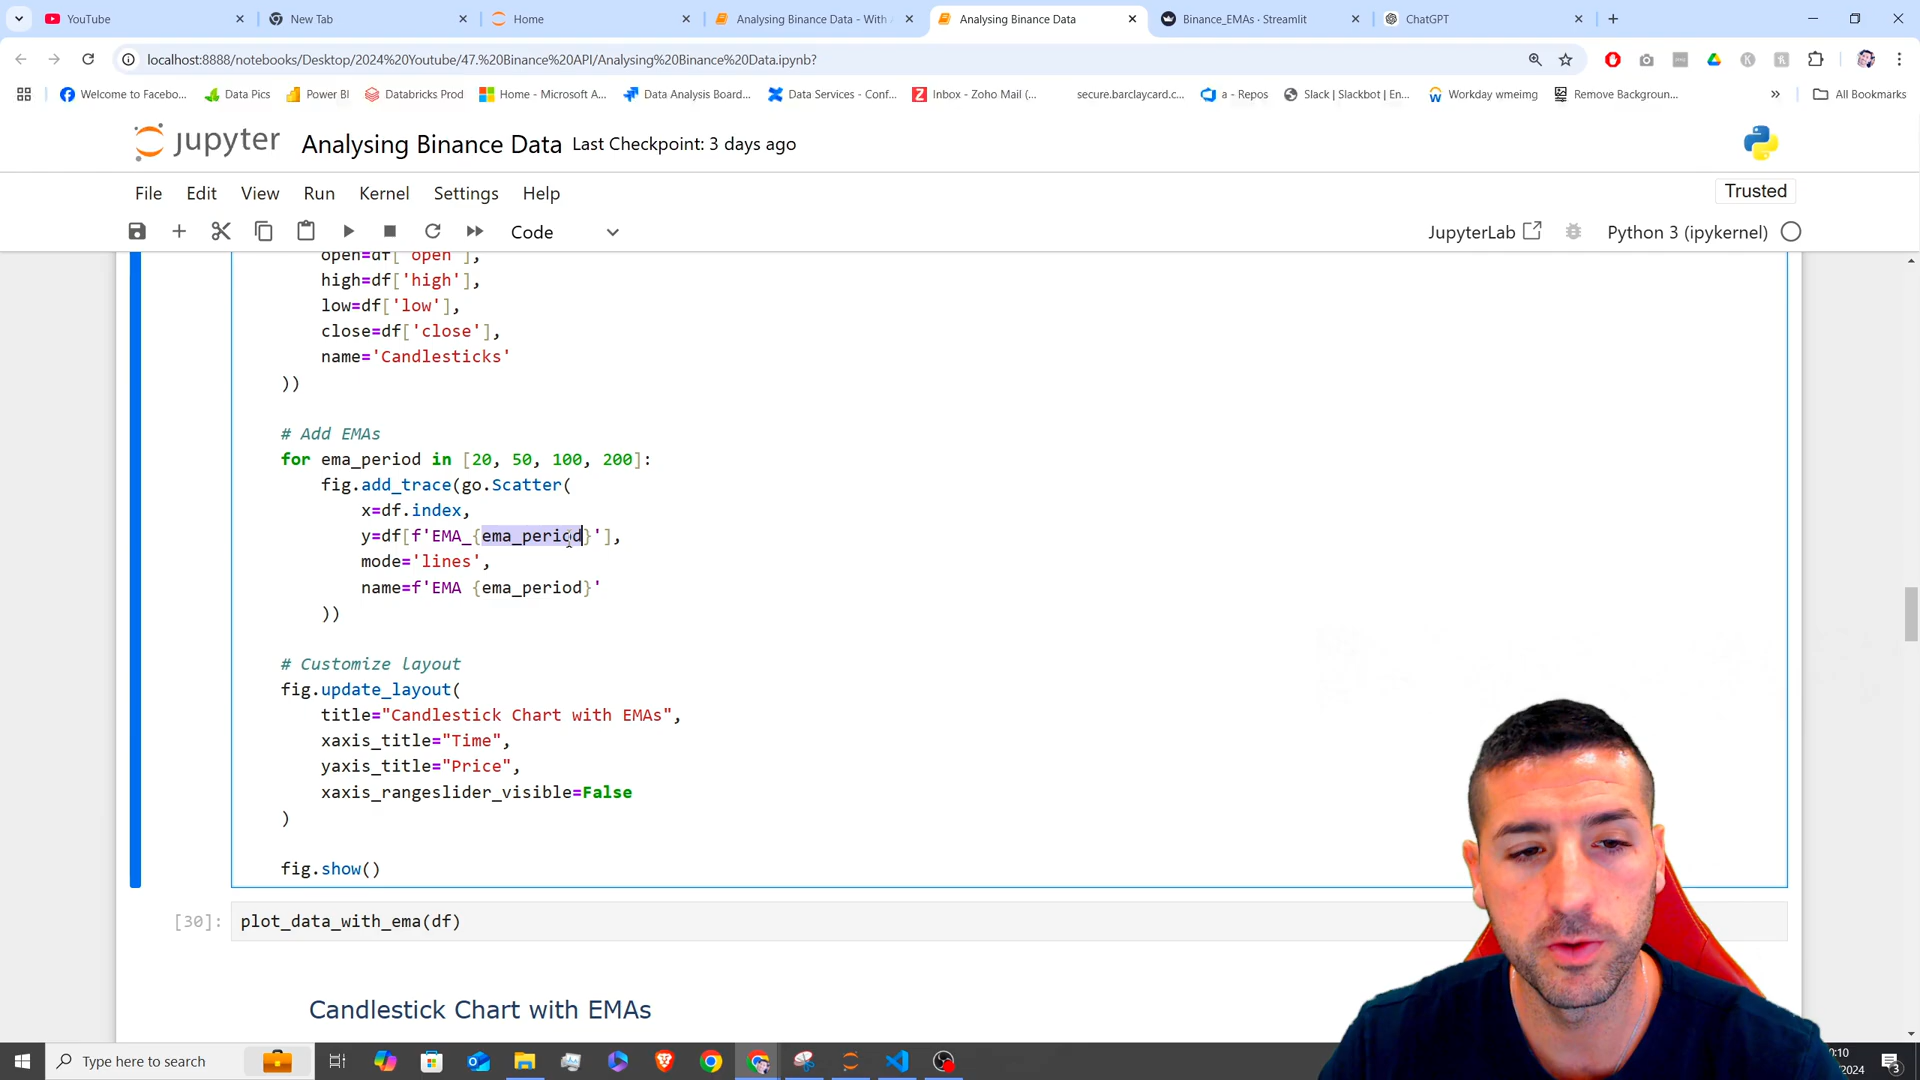 YouTube
New Tab
Home
Analysing Binance Data - With
Analysing Binance Data
Binance_EMAs · Streamlit
ChatGPT
localhost:8888/notebooks/Desktop/2024%20Youtube/47.%20Binance%20API/Analysing%20Binance%20Data.ipynb?
Welcome to Facebo...
Data Pics
Power BI
Databricks Prod
Home - Microsoft A...
Data Analysis Board...
Data Services - Conf...
Inbox - Zoho Mail (...
secure.barclaycard.c...
a - Repos
Slack | Slackbot | En...
Workday wmeimg
Remove Backgroun...
All Bookmarks
jupyter Analysing Binance Data Last Checkpoint: 3 days ago
File Edit View Run Kernel Settings Help
Trusted
Code
JupyterLab
Python 3 (ipykernel)
open=df['open'],
high=df['high'],
low=df['low'],
close=df['close'],
name='Candlesticks'
))
# Add EMAs
for ema_period in [20, 50, 100, 200]:
fig.add_trace(go.Scatter(
x=df.index,
y=df[f'EMA_{ema_period}'],
mode='lines',
name=f'EMA {ema_period}'
))
# Customize layout
fig.update_layout(
title="Candlestick Chart with EMAs",
xaxis_title="Time",
yaxis_title="Price",
xaxis_rangeslider_visible=False
)
fig.show()
[30]: plot_data_with_ema(df)
Candlestick Chart with EMAs
Type here to search
:10
2024
3